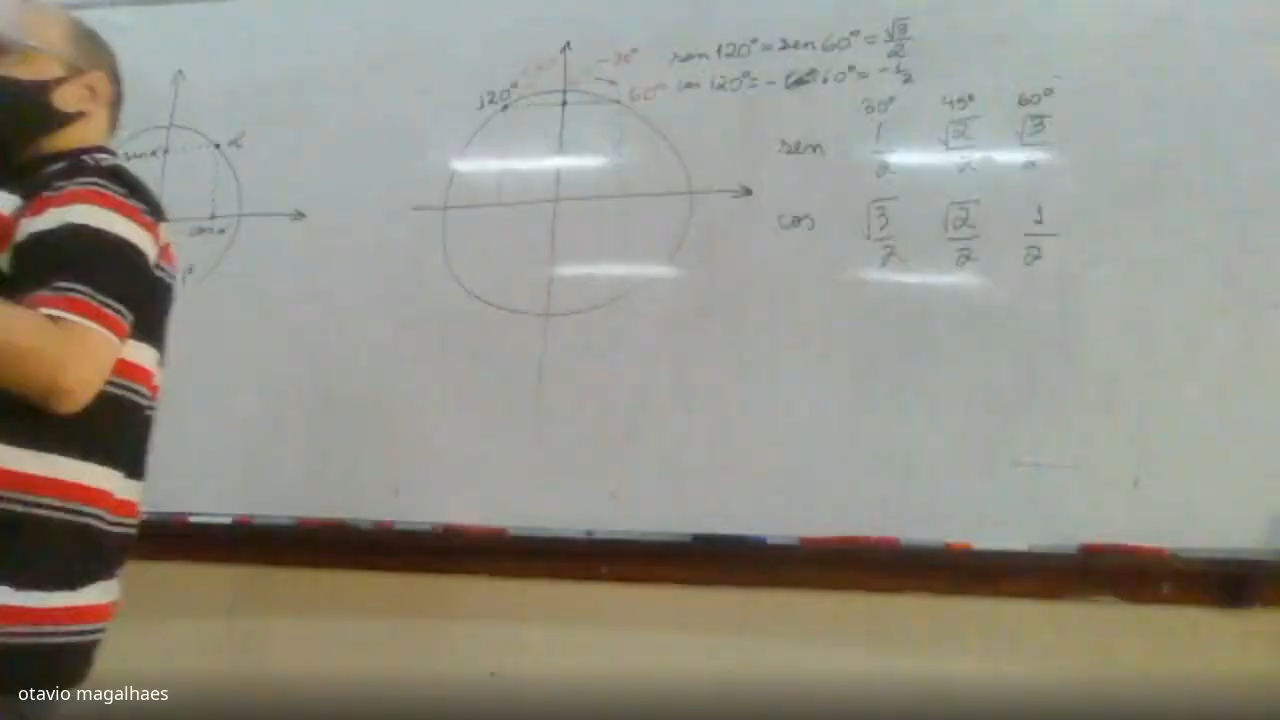 sen 120° = sen 60° = √3/2
cos 120° = - cos 60° = -1/2
120°
60°
30° 45° 60°
sen 1/2 √2/2 √3/2
cos √3/2 √2/2 1/2
α
cos α
otavio magalhaes